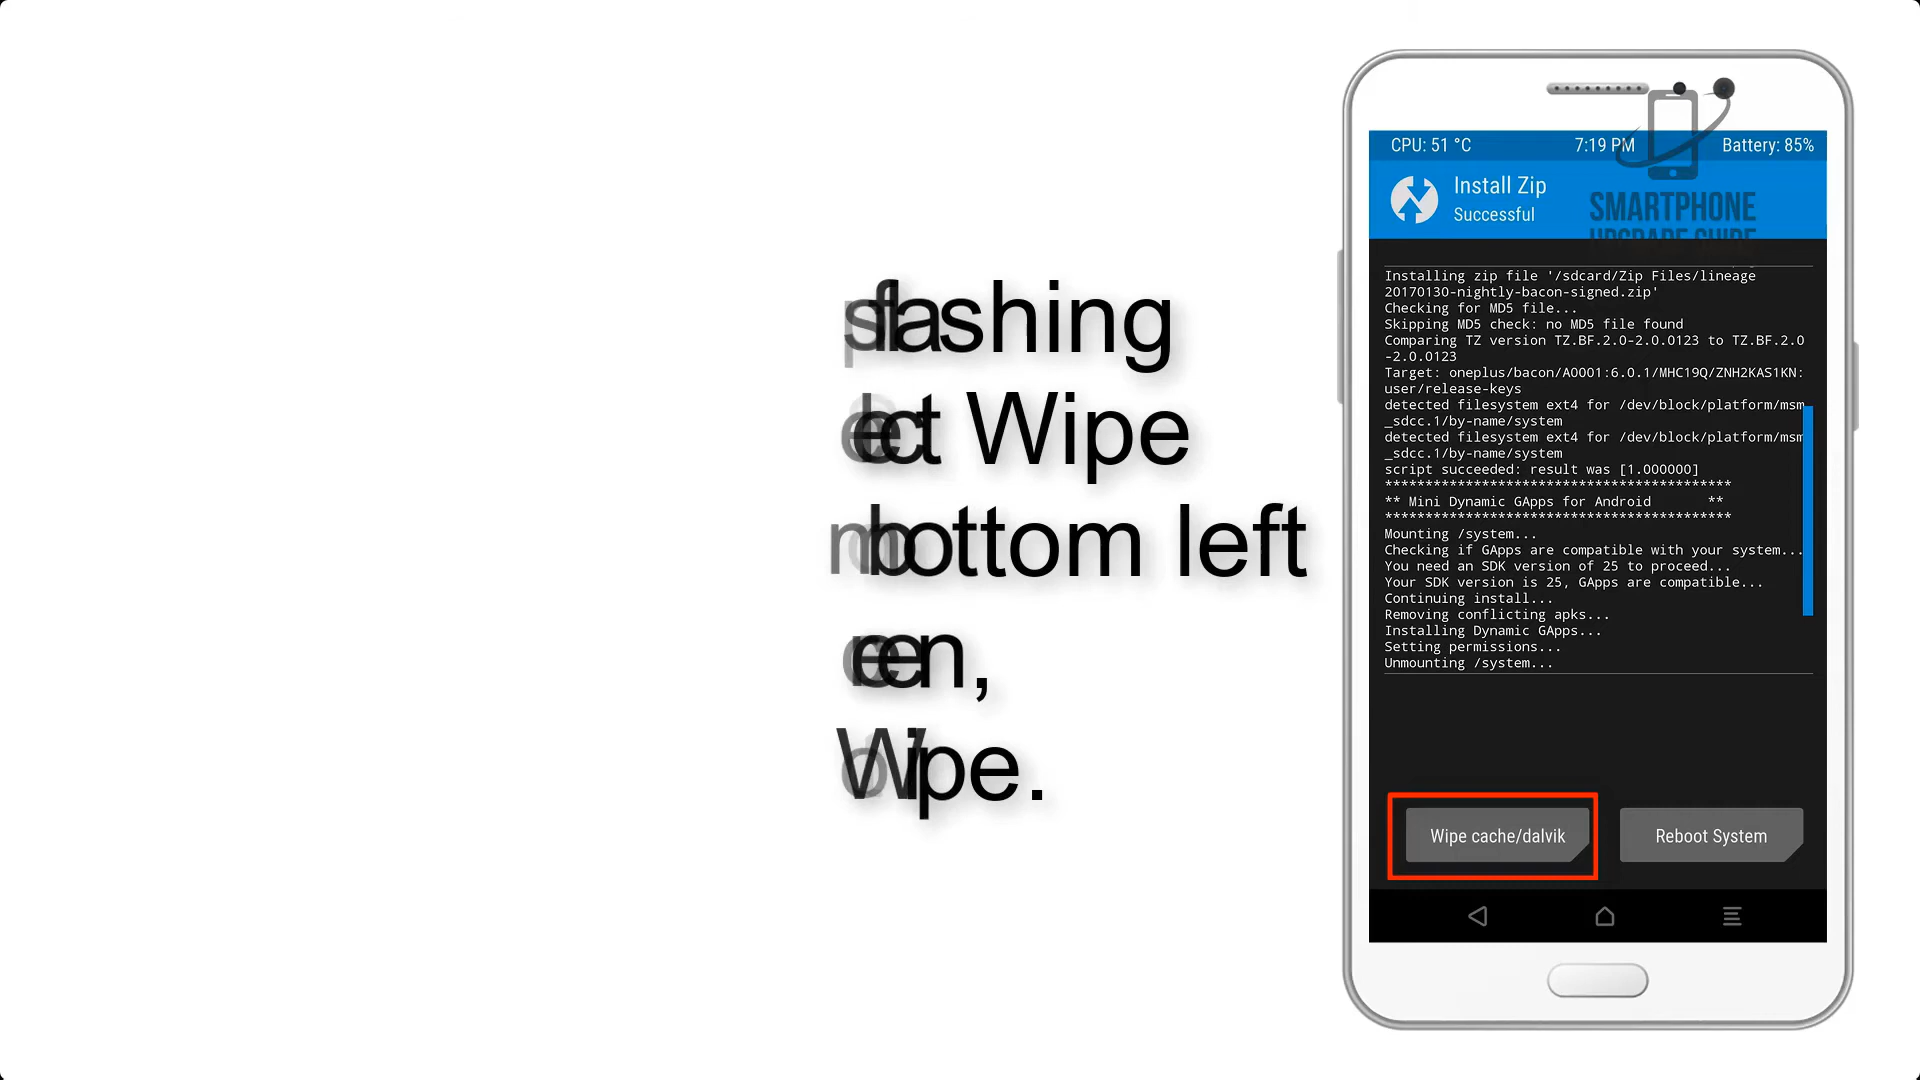 flashing
Wipe
bottom left
Wipe.
CPU: 51 °C 7:19 PM Battery: 85%
Install Zip
Successful
SMARTPHONE
UPGRADE GUIDE
Installing zip file '/sdcard/Zip Files/lineage
20170130-nightly-bacon-signed.zip'
Checking for MD5 file...
Skipping MD5 check: no MD5 file found
Comparing TZ version TZ.BF.2.0-2.0.0123 to TZ.BF.2.0
-2.0.0123
Target: oneplus/bacon/A0001:6.0.1/MHC19Q/ZNH2KAS1KN:
user/release-keys
detected filesystem ext4 for /dev/block/platform/msm
_sdcc.1/by-name/system
detected filesystem ext4 for /dev/block/platform/msm
_sdcc.1/by-name/system
script succeeded: result was [1.000000]
*******************************************
** Mini Dynamic GApps for Android **
*******************************************
Mounting /system...
Checking if GApps are compatible with your system...
You need an SDK version of 25 to proceed...
Your SDK version is 25, GApps are compatible...
Continuing install...
Removing conflicting apks...
Installing Dynamic GApps...
Setting permissions...
Unmounting /system...
Wipe cache/dalvik Reboot System